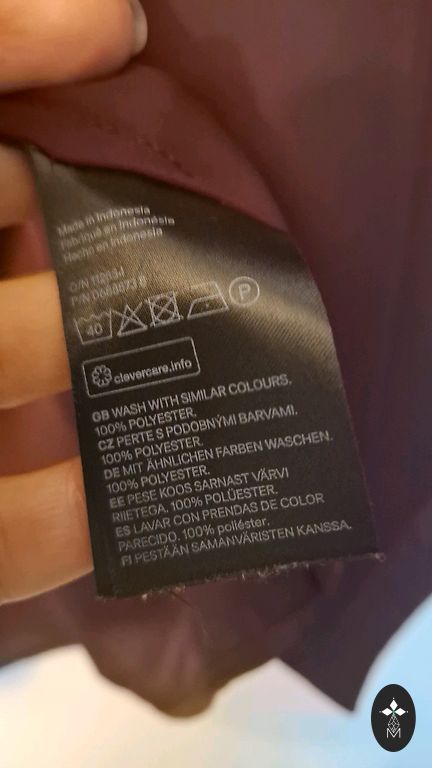 Made in Indonesia
Fabriqué en Indonésie
Hecho en Indonesia
O/N
P/N
40
P
clevercare.info
GB WASH WITH SIMILAR COLOURS.
100% POLYESTER.
CZ PERTE S PODOBNÝMI BARVAMI.
100% POLYESTER.
DE MIT ÄHNLICHEN FARBEN WASCHEN.
100% POLYESTER.
EE PESE KOOS SARNAST VÄRVI
RIIETEGA. 100% POLÜESTER.
ES LAVAR CON PRENDAS DE COLOR
PARECIDO. 100% poliéster.
FI PESTÄÄN SAMANVÄRISTEN KANSSA.
M